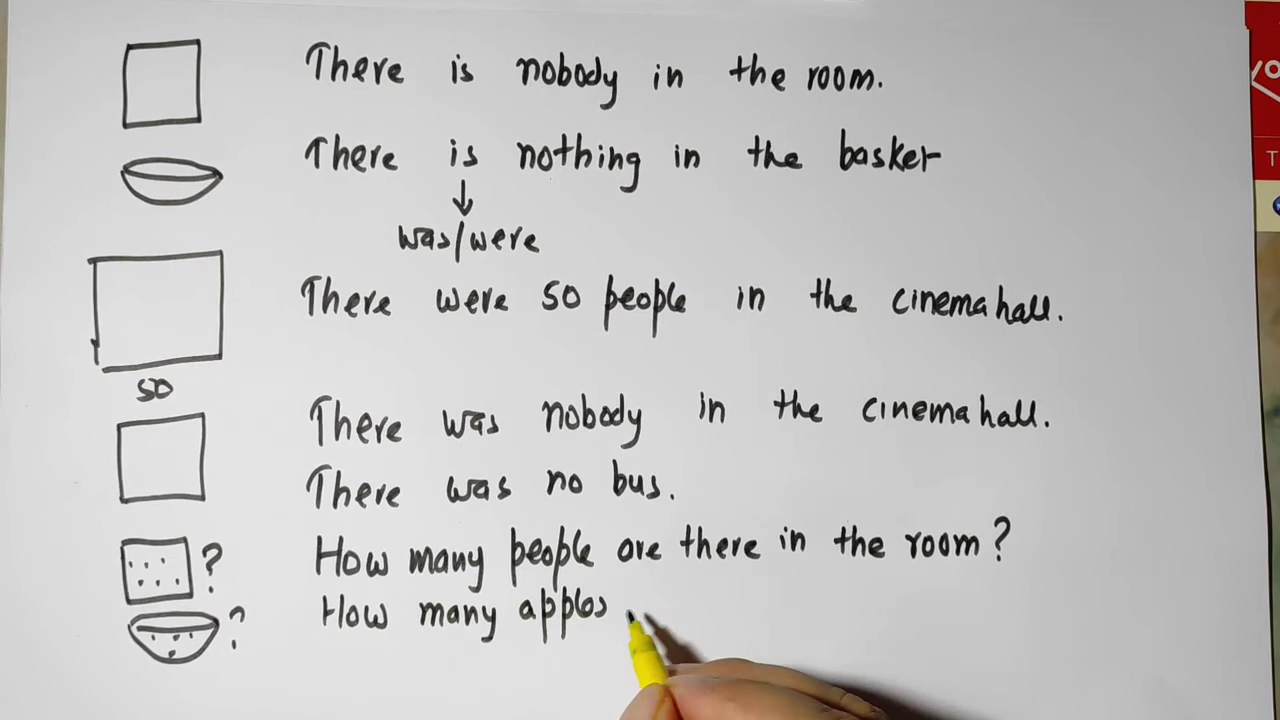 There is nobody in the room.
There is nothing in the basket
was/were
There were 50 people in the cinema hall.
50
There was nobody in the cinema hall.
There was no bus.
How many people are there in the room?
?
How many apples
?